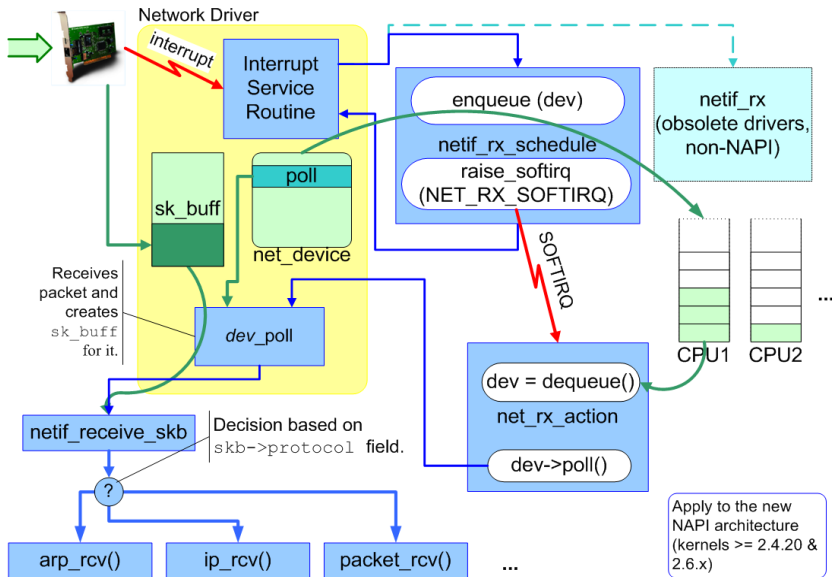 Network Driver
interrupt
Interrupt
Service
Routine
enqueue (dev)
netif_rx_schedule
raise_softirq
(NET_RX_SOFTIRQ)
netif_rx
(obsolete drivers,
non-NAPI)
sk_buff
poll
net_device
SOFTIRQ
CPU1
CPU2
...
Receives
packet and
creates
sk_buff
for it.
dev_poll
dev = dequeue()
net_rx_action
dev->poll()
netif_receive_skb
Decision based on
skb->protocol field.
?
arp_rcv()
ip_rcv()
packet_rcv()
...
Apply to the new
NAPI architecture
(kernels >= 2.4.20 &
2.6.x)